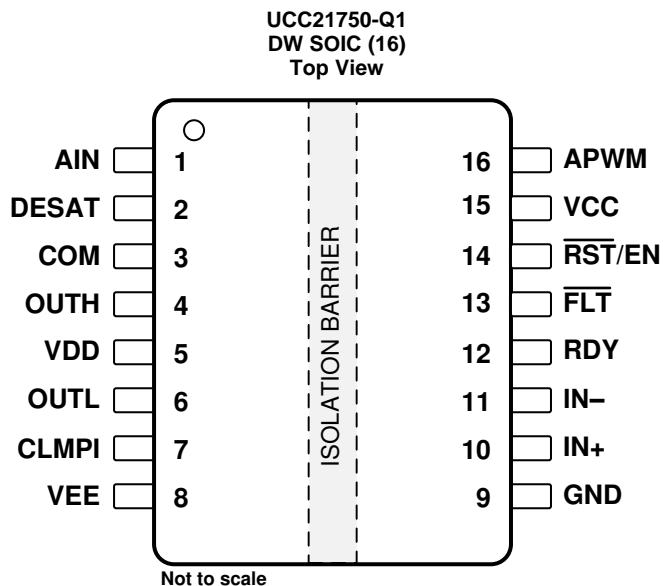 UCC21750-Q1
DW SOIC (16)
Top View
AIN 1 16 APWM
DESAT 2 15 VCC
COM 3 14 R̅S̅T̅/EN
OUTH 4 13 F̅L̅T̅
VDD 5 12 RDY
OUTL 6 11 IN−
CLMPI 7 10 IN+
VEE 8 9 GND
ISOLATION BARRIER
Not to scale